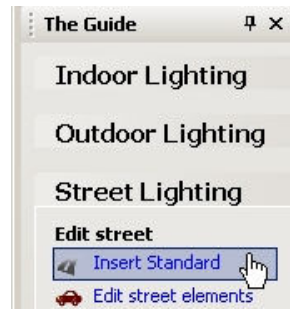 The Guide
Indoor Lighting
Outdoor Lighting
Street Lighting
Edit street
Insert Standard
Edit street elements